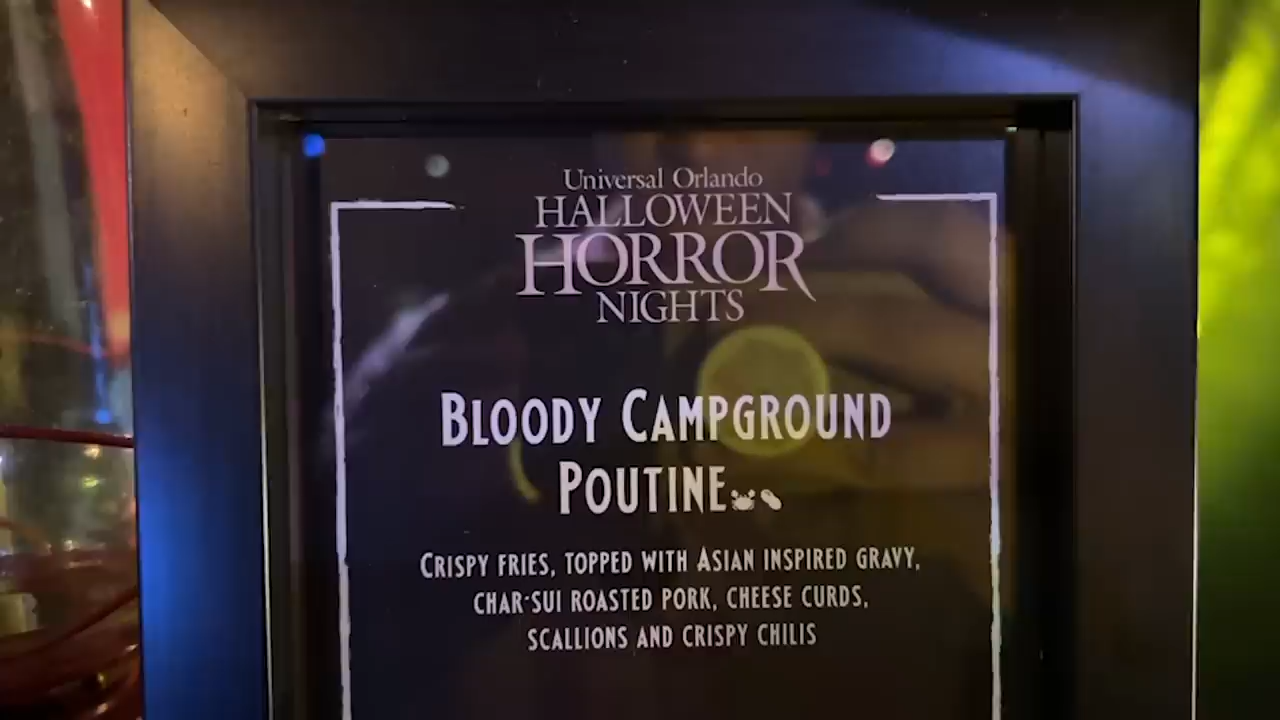 Universal Orlando
HALLOWEEN
HORROR
NIGHTS
BLOODY CAMPGROUND
POUTINE
CRISPY FRIES, TOPPED WITH ASIAN INSPIRED GRAVY,
CHAR-SUI ROASTED PORK, CHEESE CURDS,
SCALLIONS AND CRISPY CHILIS